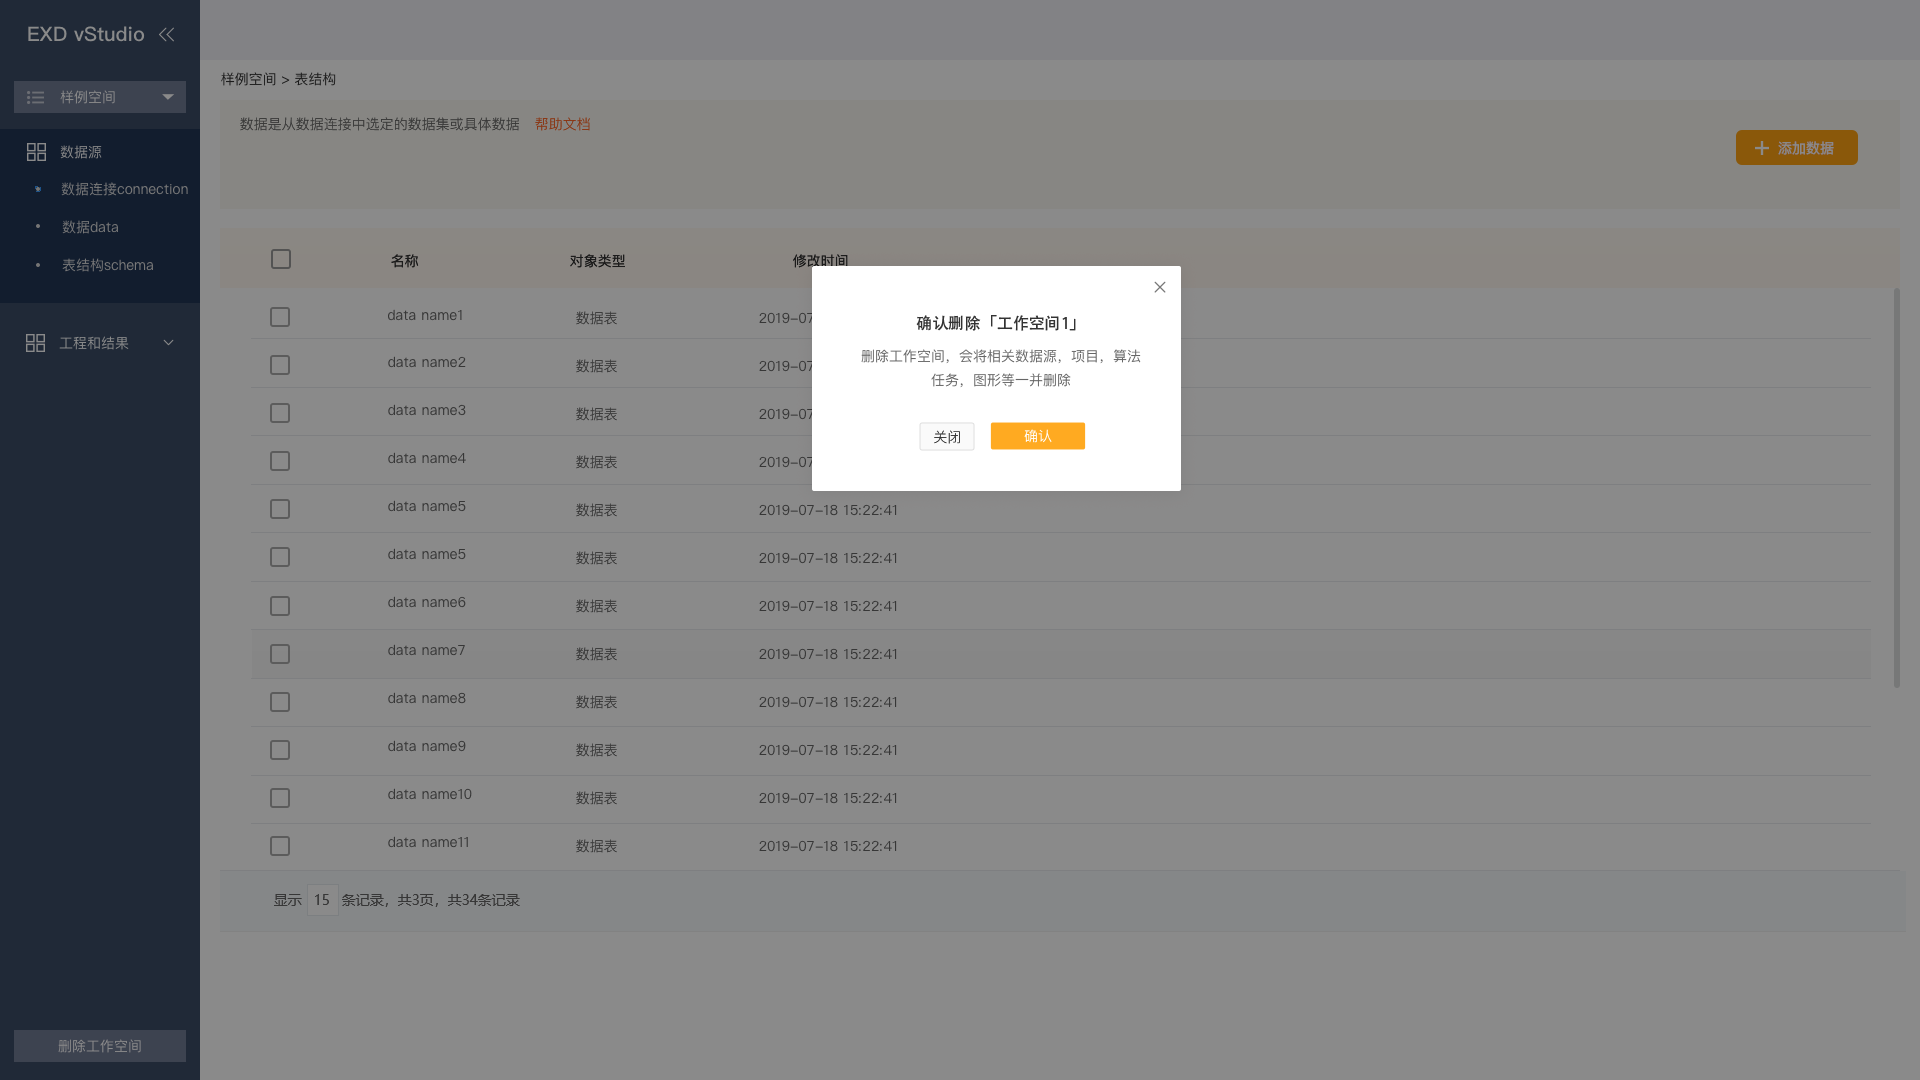 EXD vStudio
样例空间
数据源
数据连接connection
数据data
表结构schema
工程和结果
删除工作空间
样例空间 > 表结构
数据是从数据连接中选定的数据集或具体数据 帮助文档
添加数据
名称 对象类型 修改时间
data name1 数据表 2019-07
data name2 数据表 2019-07
data name3 数据表 2019-07
data name4 数据表 2019-07
data name5 数据表 2019-07-18 15:22:41
data name5 数据表 2019-07-18 15:22:41
data name6 数据表 2019-07-18 15:22:41
data name7 数据表 2019-07-18 15:22:41
data name8 数据表 2019-07-18 15:22:41
data name9 数据表 2019-07-18 15:22:41
data name10 数据表 2019-07-18 15:22:41
data name11 数据表 2019-07-18 15:22:41
显示 15 条记录，共3页，共34条记录
确认删除「工作空间1」
删除工作空间，会将相关数据源，项目，算法
任务，图形等一并删除
关闭 确认